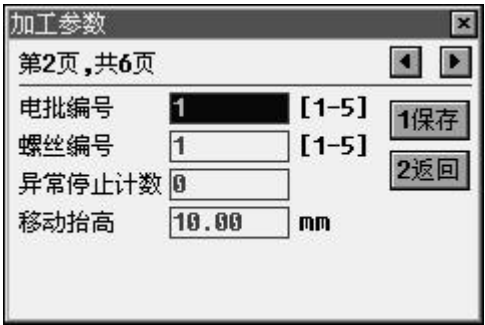 加工参数
第2页,共6页
电批编号 1 [1-5] 1保存
螺丝编号 1 [1-5]
异常停止计数 0 2返回
移动抬高 10.00 mm